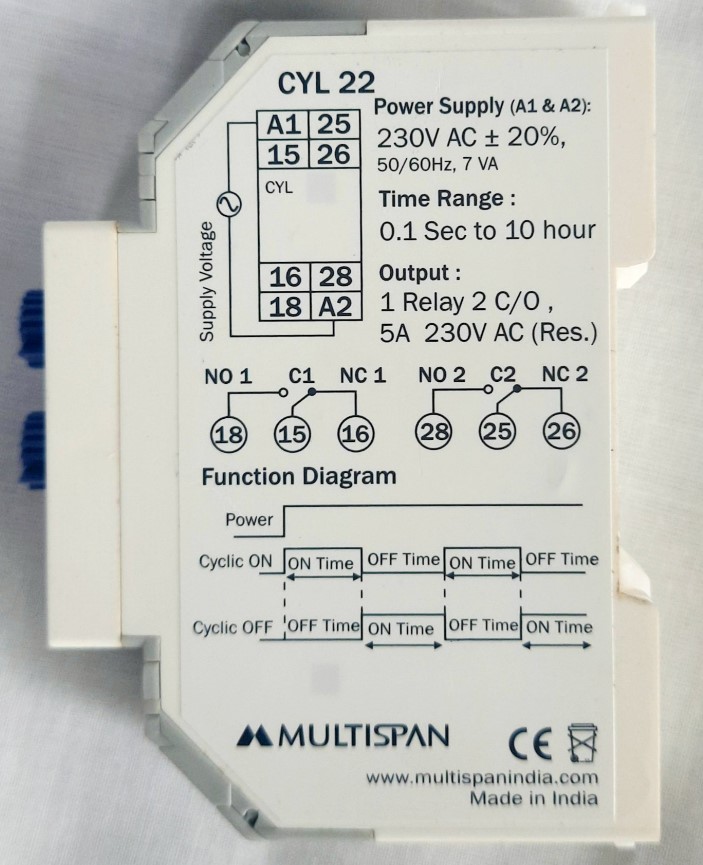 CYL 22
A1 25
15 26
CYL
16 28
18 A2
Supply Voltage
Power Supply (A1 & A2):
230V AC ± 20%,
50/60Hz, 7 VA
Time Range :
0.1 Sec to 10 hour
Output :
1 Relay 2 C/O ,
5A 230V AC (Res.)
NO 1 C1 NC 1 NO 2 C2 NC 2
18 15 16 28 25 26
Function Diagram
Power
Cyclic ON ON Time OFF Time ON Time OFF Time
Cyclic OFF OFF Time ON Time OFF Time ON Time
MULTISPAN CE
www.multispanindia.com
Made in India